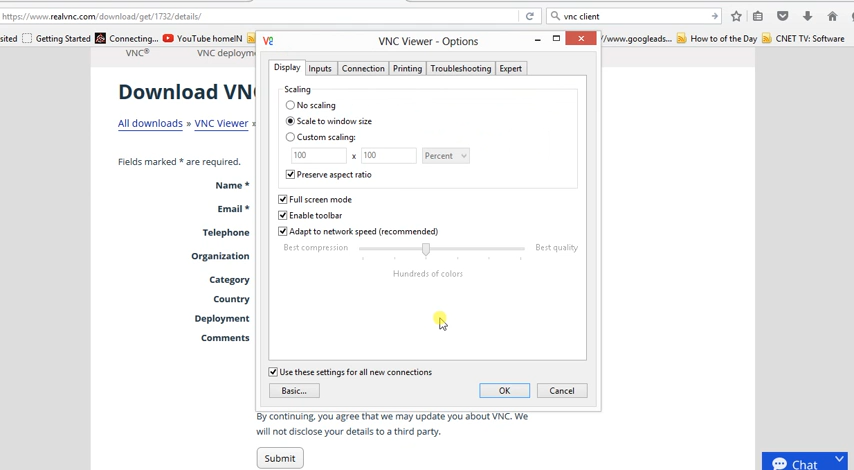 https://www.realvnc.com/download/get/1732/details/
vnc client
sited
Getting Started
Connecting...
YouTube homeIN
//www.googleads...
How to of the Day
CNET TV: Software
VNC®
VNC deployme
Download VN
All downloads » VNC Viewer »
Fields marked * are required.
Name *
Email *
Telephone
Organization
Category
Country
Deployment
Comments
VNC Viewer - Options
Display
Inputs
Connection
Printing
Troubleshooting
Expert
Scaling
No scaling
Scale to window size
Custom scaling:
100 x 100 Percent
Preserve aspect ratio
Full screen mode
Enable toolbar
Adapt to network speed (recommended)
Best compression
Best quality
Hundreds of colors
Use these settings for all new connections
Basic...
OK
Cancel
By continuing, you agree that we may update you about VNC. We
will not disclose your details to a third party.
Submit
Chat